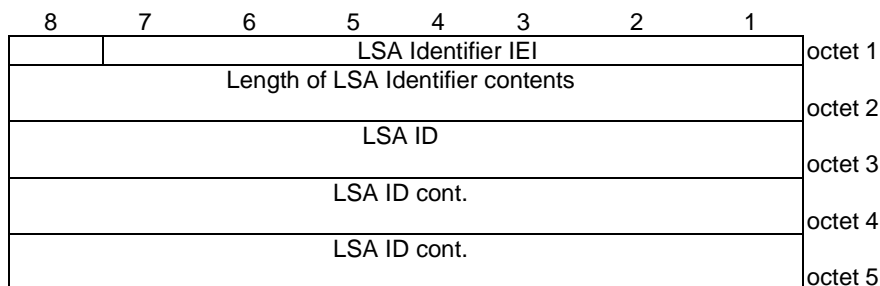 8 7 6 5 4 3 2 1
LSA Identifier IEI octet 1
Length of LSA Identifier contents
octet 2
LSA ID
octet 3
LSA ID cont.
octet 4
LSA ID cont.
octet 5